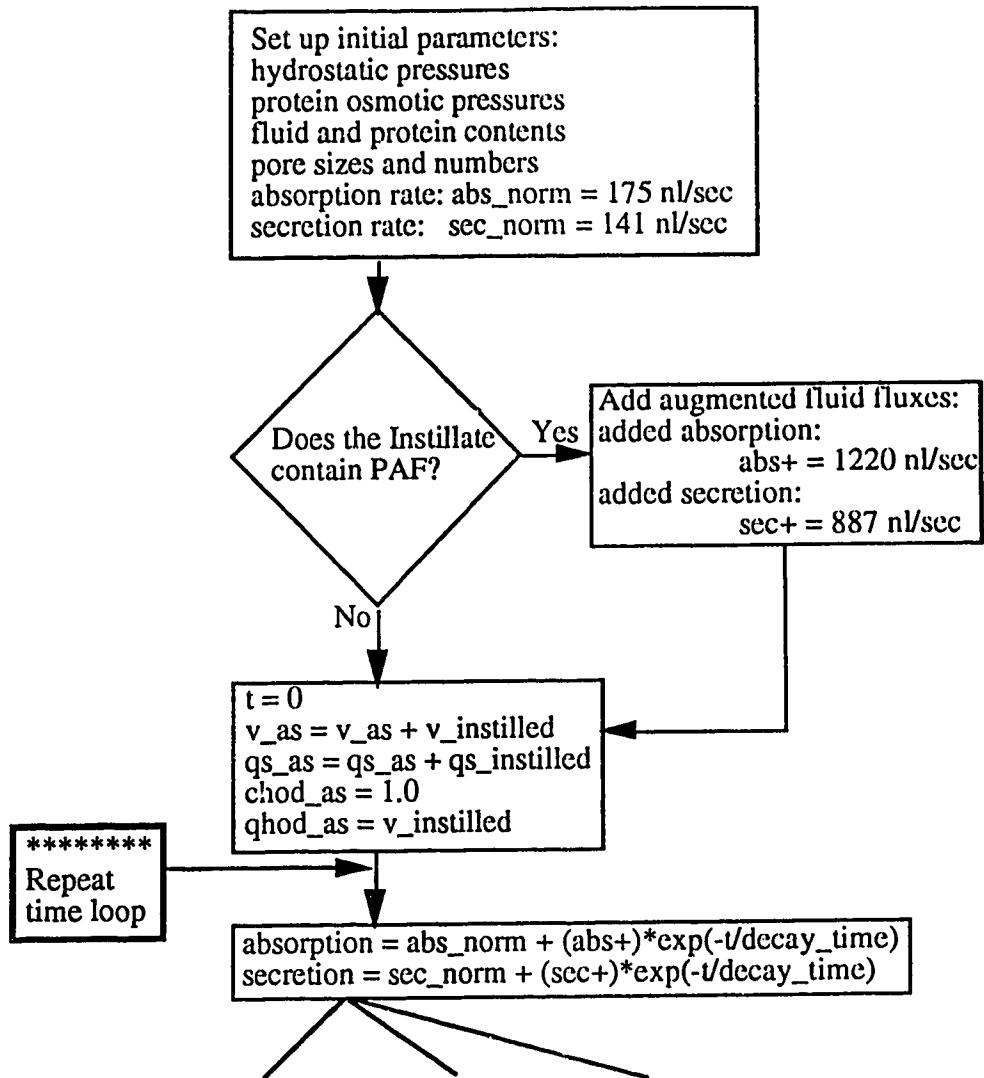 Set up initial parameters:
hydrostatic pressures
protein osmotic pressures
fluid and protein contents
pore sizes and numbers
absorption rate: abs_norm = 175 nl/sec
secretion rate: sec_norm = 141 nl/sec
Does the Instillate
contain PAF?
Yes
Add augmented fluid fluxes:
added absorption:
abs+ = 1220 nl/sec
added secretion:
sec+ = 887 nl/sec
No
t = 0
v_as = v_as + v_instilled
qs_as = qs_as + qs_instilled
chod_as = 1.0
qhod_as = v_instilled
********
Repeat
time loop
absorption = abs_norm + (abs+)*exp(-t/decay_time)
secretion = sec_norm + (sec+)*exp(-t/decay_time)